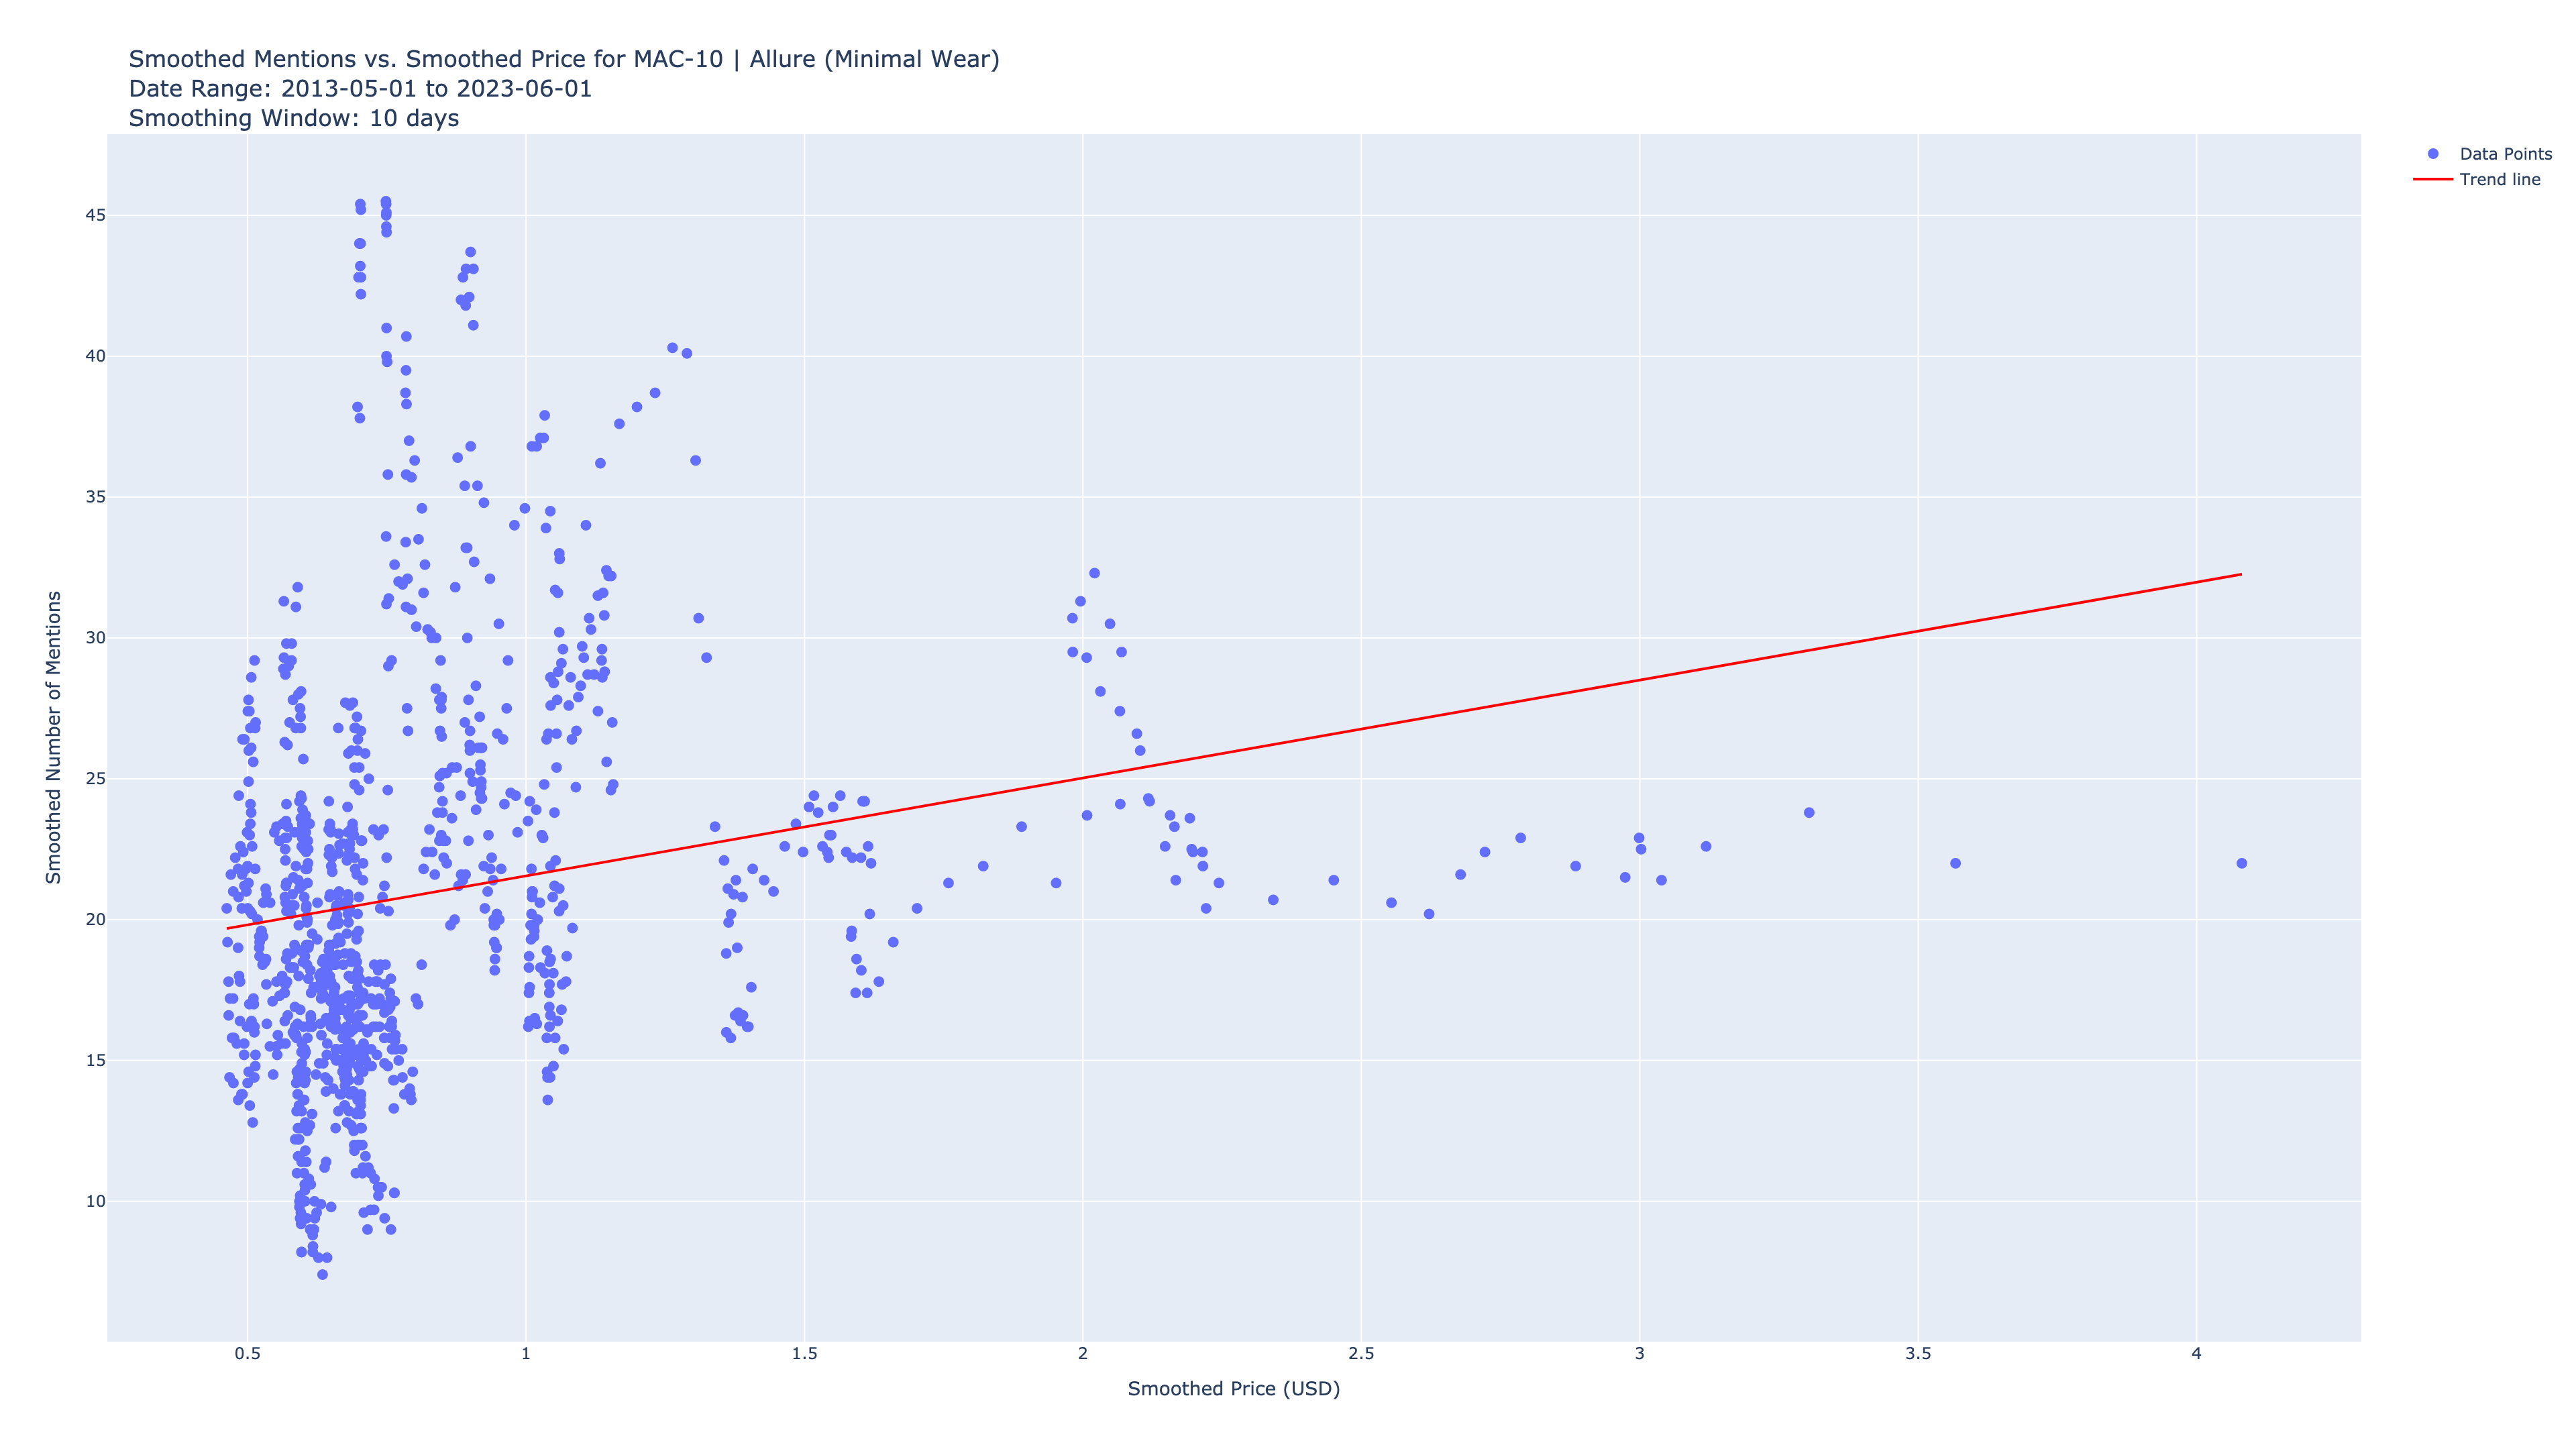 Smoothed Mentions vs. Smoothed Price for MAC-10 | Allure (Minimal Wear)
Date Range: 2013-05-01 to 2023-06-01
Smoothing Window: 10 days
Data Points
Trend line
Smoothed Number of Mentions
45
40
35
30
25
20
15
10
0.5 1 1.5 2 2.5 3 3.5 4
Smoothed Price (USD)